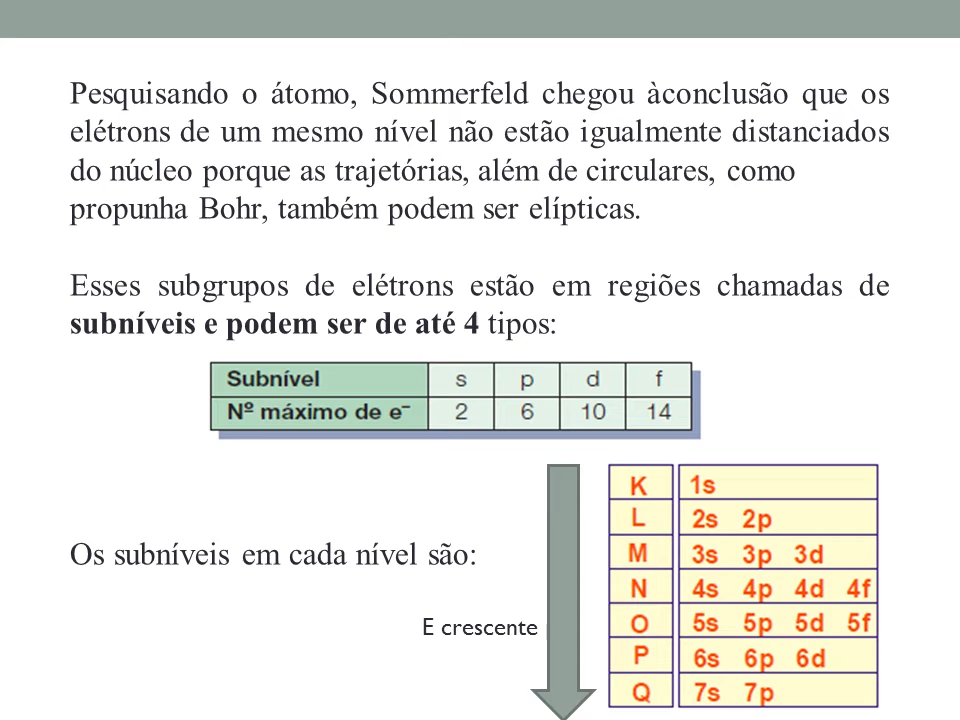 Pesquisando o átomo, Sommerfeld chegou àconclusão que os
elétrons de um mesmo nível não estão igualmente distanciados
do núcleo porque as trajetórias, além de circulares, como
propunha Bohr, também podem ser elípticas.
Esses subgrupos de elétrons estão em regiões chamadas de
subníveis e podem ser de até 4 tipos:
Subnível s p d f
Nº máximo de e⁻ 2 6 10 14
Os subníveis em cada nível são:
E crescente
K 1s
L 2s 2p
M 3s 3p 3d
N 4s 4p 4d 4f
O 5s 5p 5d 5f
P 6s 6p 6d
Q 7s 7p